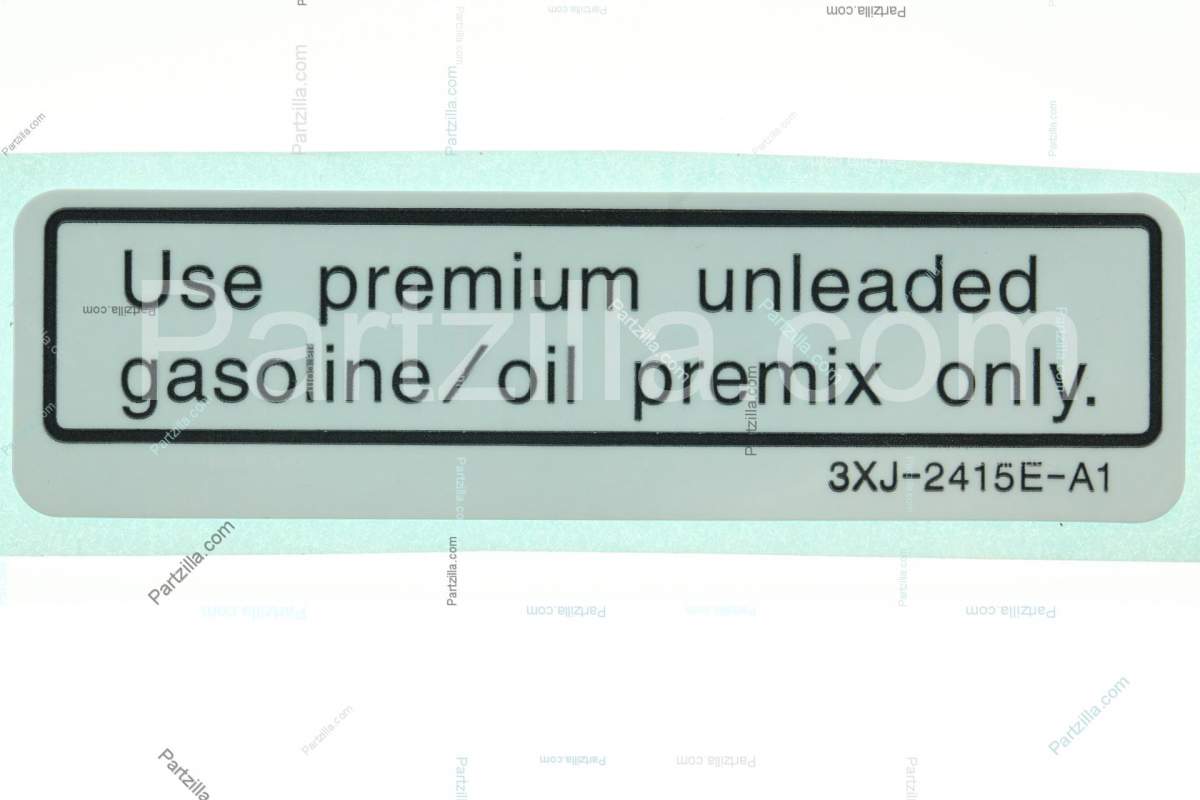 Use premium unleaded
gasoline/oil premix only.
3XJ-2415E-A1
Partzilla.com